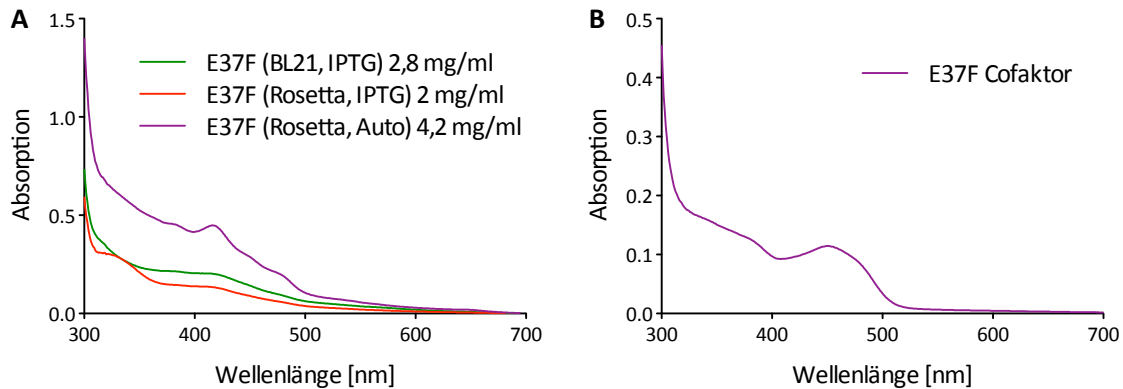 A
1.5
1.0
0.5
0.0
Absorption
E37F (BL21, IPTG) 2,8 mg/ml
E37F (Rosetta, IPTG) 2 mg/ml
E37F (Rosetta, Auto) 4,2 mg/ml
300 400 500 600 700
Wellenlänge [nm]
B
0.5
0.4
0.3
0.2
0.1
0.0
Absorption
E37F Cofaktor
300 400 500 600 700
Wellenlänge [nm]